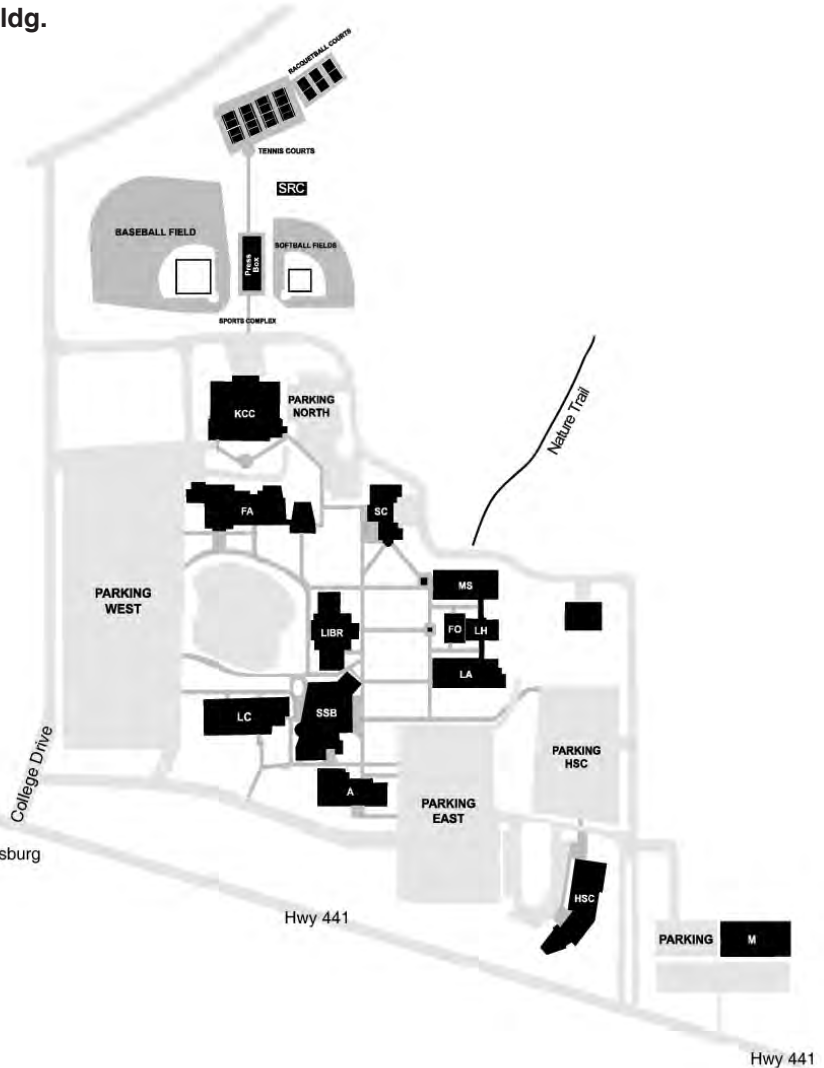 ldg.
RACQUETBALL COURTS
TENNIS COURTS
SRC
BASEBALL FIELD
Press
Box
SOFTBALL FIELDS
SPORTS COMPLEX
KCC
PARKING
NORTH
Nature Trail
FA
SC
PARKING
WEST
MS
LIBR
FO
LH
LA
LC
SSB
PARKING
HSC
College Drive
A
PARKING
EAST
sburg
HSC
Hwy 441
PARKING
M
Hwy 441